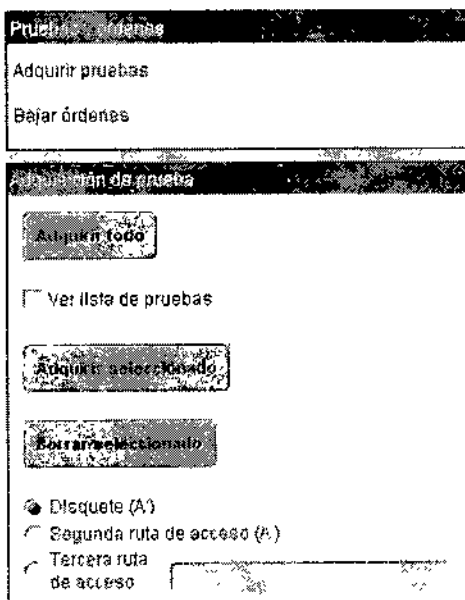 Pruebas órdenes
Adquirir pruebas
Bajar órdenes
Adquisición de prueba
Adquirir todo
Ver lista de pruebas
Adquirir seleccionado
Borrar seleccionado
Disquete (A)
Segunda ruta de acceso (A)
Tercera ruta
de acceso